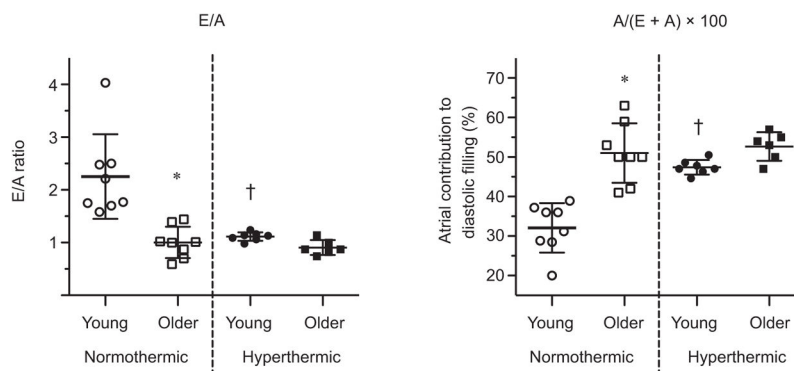 E/A
E/A ratio
4
3
2
1
*
†
Young
Older
Young
Older
Normothermic
Hyperthermic
A/(E + A) × 100
Atrial contribution to
diastolic filling (%)
70
60
50
40
30
20
*
†
Young
Older
Young
Older
Normothermic
Hyperthermic